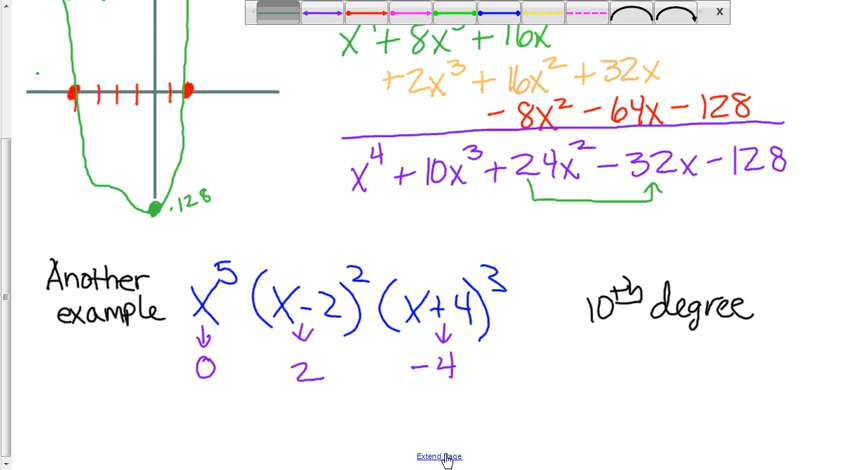 x
x⁴ + 8x³ + 16x²
+2x³ + 16x² + 32x
- 8x² - 64x - 128
x⁴ + 10x³ + 24x² - 32x - 128
.128
Another
example
x⁵ (x-2)² (x+4)³
10th degree
0 2 -4
Extend Page